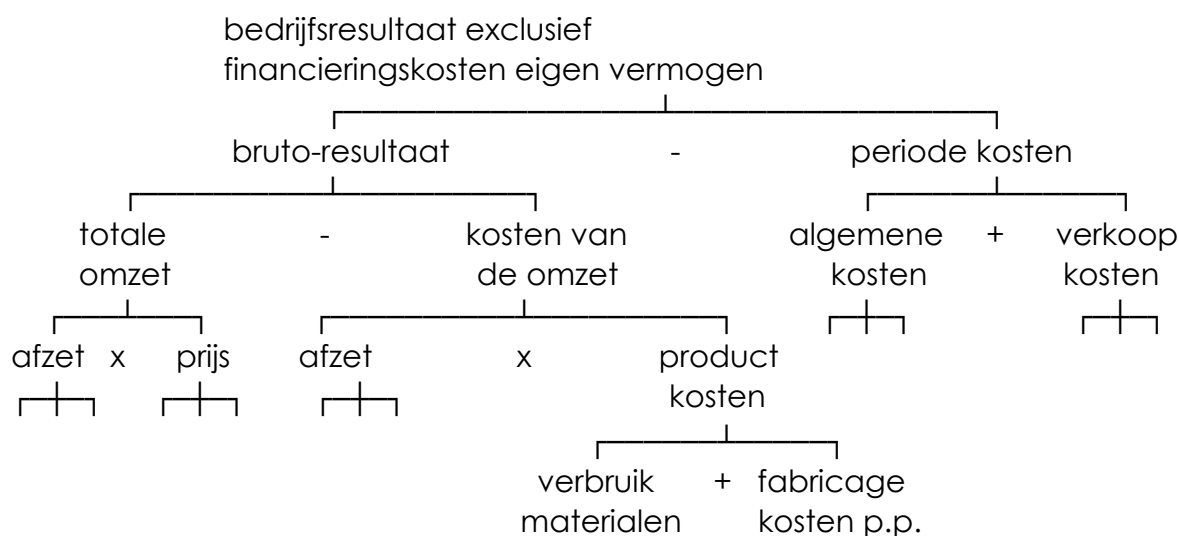 bedrijfsresultaat exclusief
financieringskosten eigen vermogen
bruto-resultaat - periode kosten
totale - kosten van algemene + verkoop
omzet de omzet kosten kosten
afzet x prijs afzet x product
kosten
verbruik + fabricage
materialen kosten p.p.